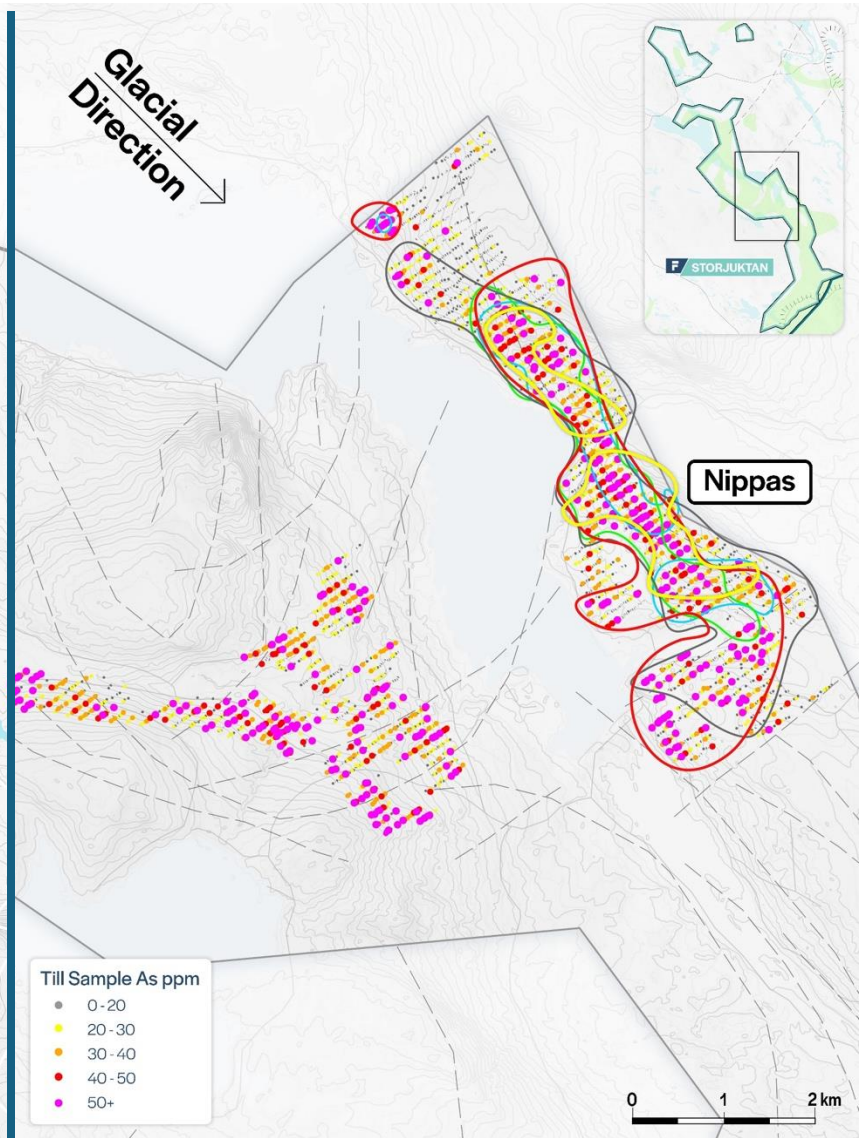 Glacial
Direction
F STORJUKTAN
Nippas
Till Sample As ppm
0-20
20-30
30-40
40-50
50+
0 1 2 km